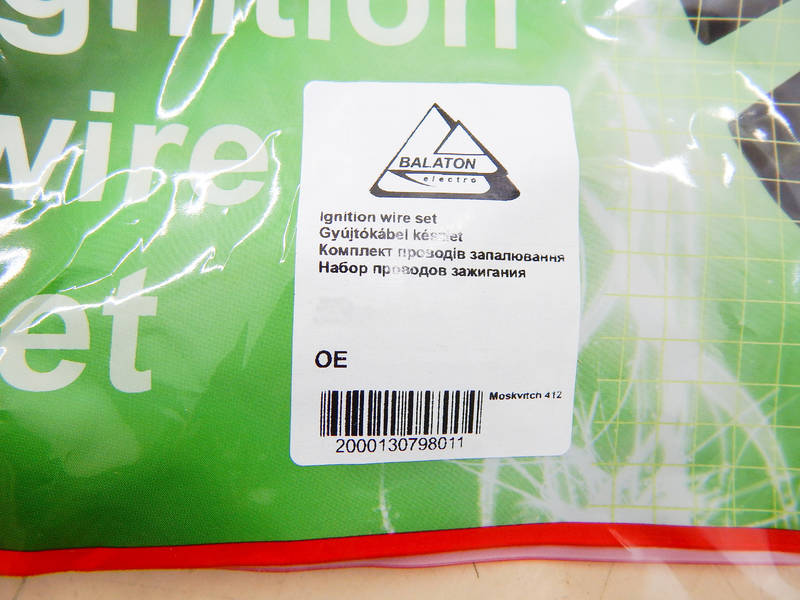 Ignition
wire
set
BALATON
electro
Ignition wire set
Gyújtókábel készlet
Комплект проводів запалювання
Набор проводов зажигания
OE
Moskvitch 412
2000130798011